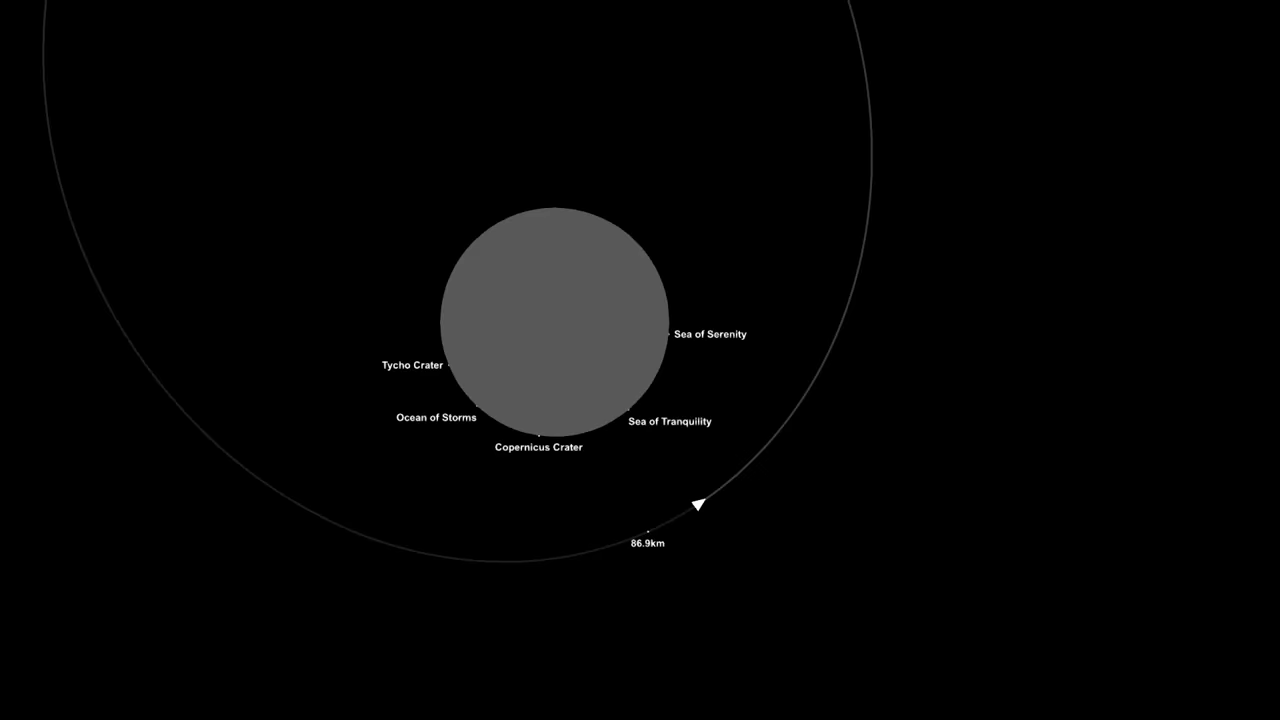 Sea of Serenity
Tycho Crater
Ocean of Storms
Sea of Tranquility
Copernicus Crater
86.9km